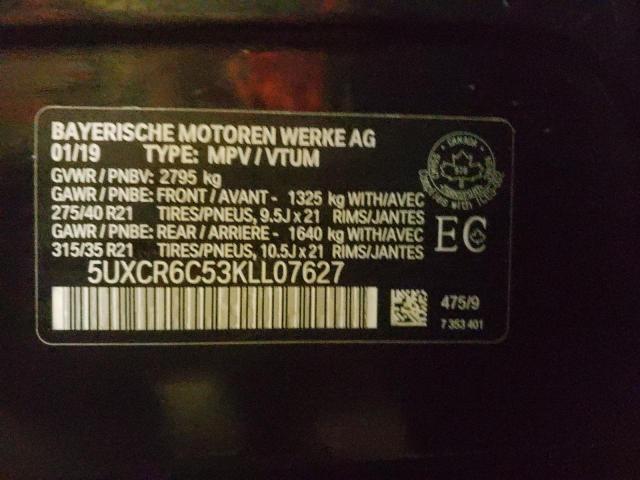 BAYERISCHE MOTOREN WERKE AG
01/19 TYPE: MPV / VTUM
GVWR / PNBV: 2795 kg
GAWR / PNBE: FRONT / AVANT - 1325 kg WITH/AVEC
275/40 R21 TIRES/PNEUS, 9.5J x 21 RIMS/JANTES
GAWR / PNBE: REAR / ARRIERE - 1640 kg WITH/AVEC
315/35 R21 TIRES/PNEUS, 10.5J x 21 RIMS/JANTES
5UXCR6C53KLL07627
CANADA
EC
475/9
7 353 401